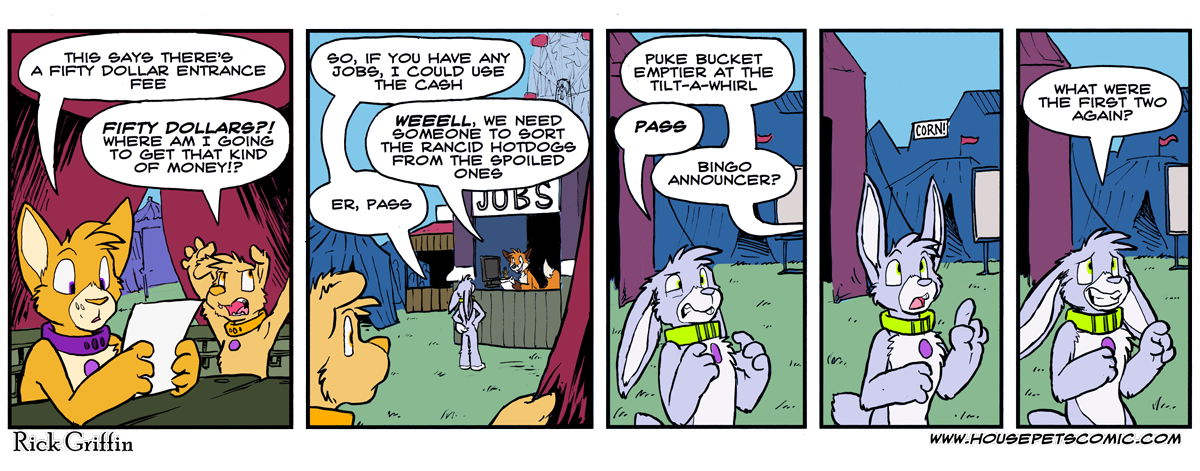 THIS SAYS THERE'S
A FIFTY DOLLAR ENTRANCE
FEE
FIFTY DOLLARS?!
WHERE AM I GOING
TO GET THAT KIND
OF MONEY!?
SO, IF YOU HAVE ANY
JOBS, I COULD USE
THE CASH
WEEELL, WE NEED
SOMEONE TO SORT
THE RANCID HOTDOGS
FROM THE SPOILED
ONES
ER, PASS
JOBS
PUKE BUCKET
EMPTIER AT THE
TILT-A-WHIRL
PASS
BINGO
ANNOUNCER?
CORN!
WHAT WERE
THE FIRST TWO
AGAIN?
Rick Griffin
WWW.HOUSEPETSCOMIC.COM